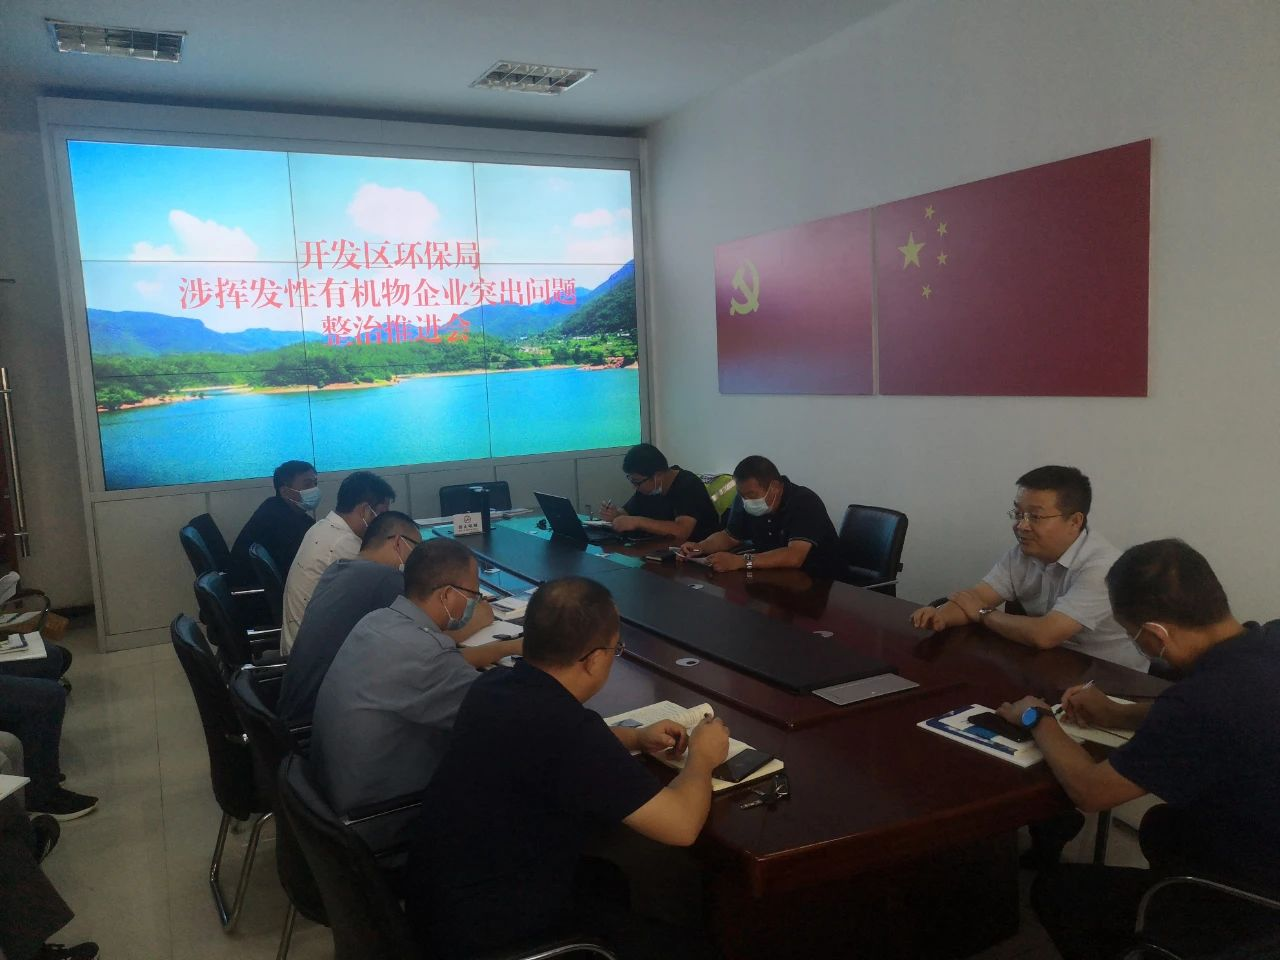 开发区环保局
涉挥发性有机物企业突出问题
整治推进会